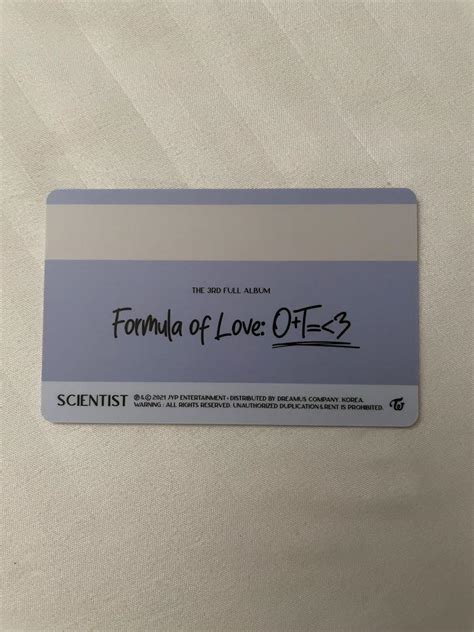 THE 3RD FULL ALBUM
Formula of Love: O+T=<3
SCIENTIST
℗&© 2021 JYP ENTERTAINMENT • DISTRIBUTED BY DREAMUS COMPANY, KOREA.
WARNING : ALL RIGHTS RESERVED. UNAUTHORIZED DUPLICATION & RENT IS PROHIBITED.